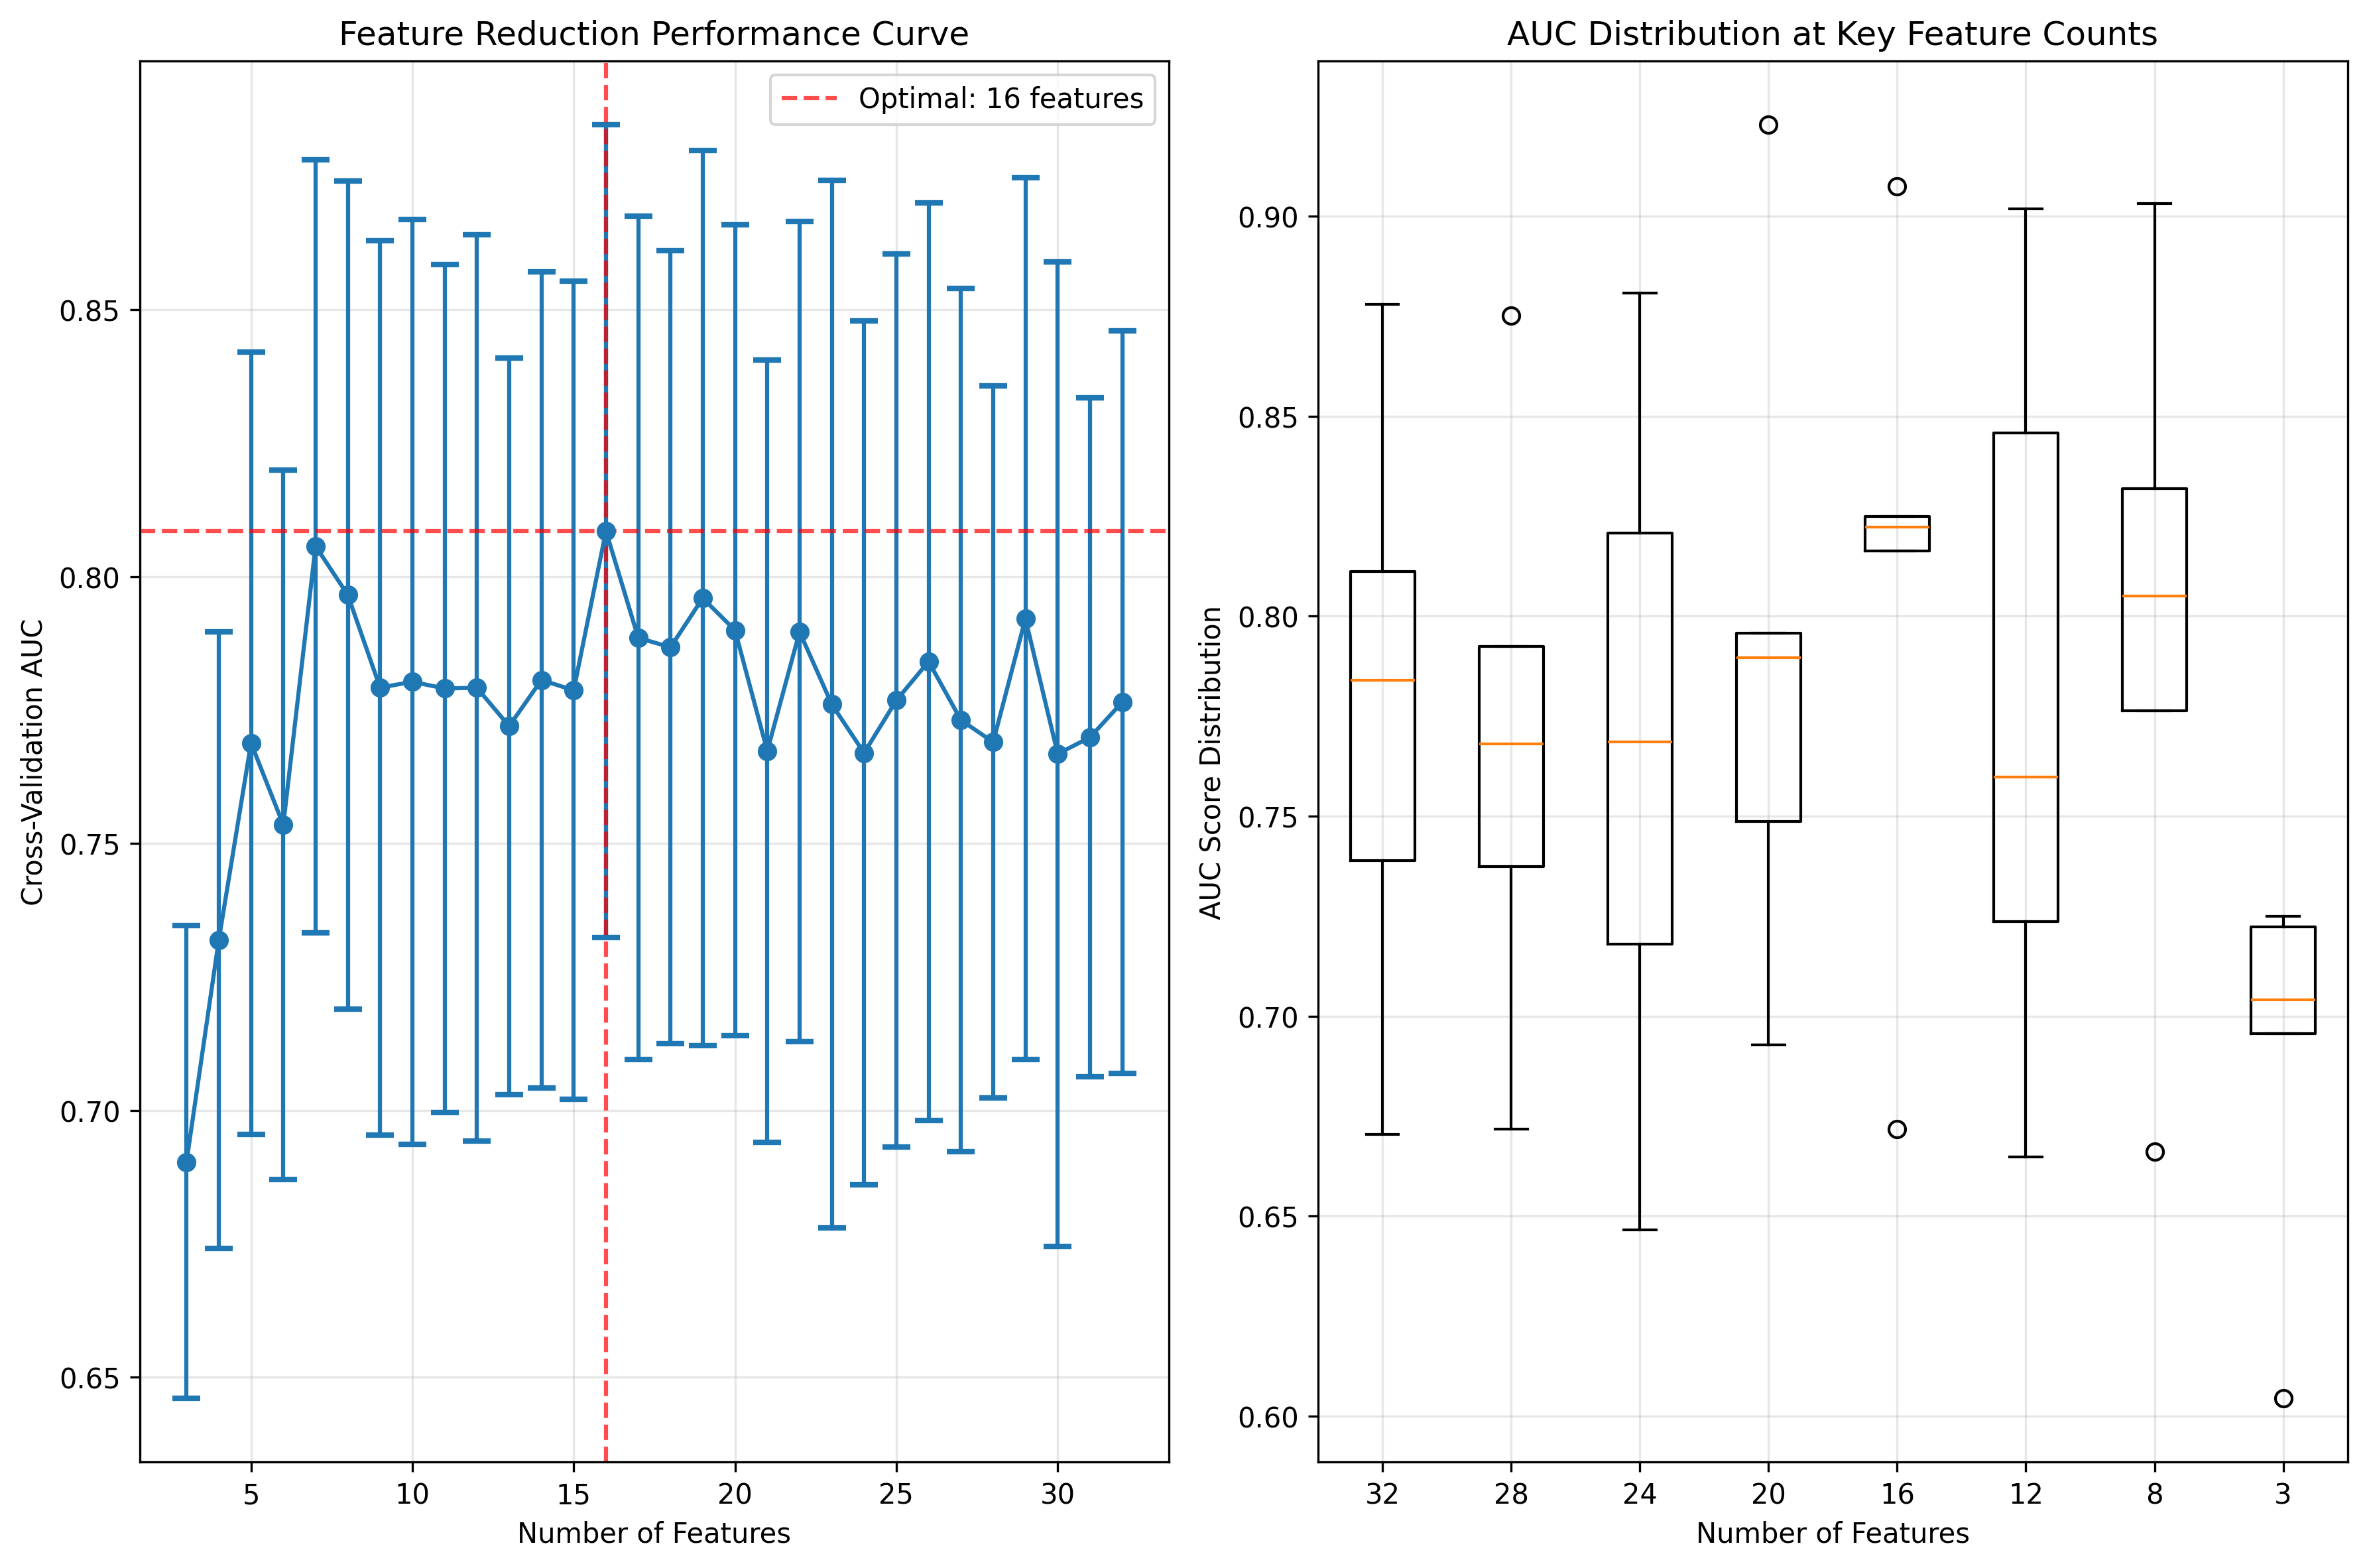 Feature Reduction Performance Curve
Optimal: 16 features
Cross-Validation AUC
0.85
0.80
0.75
0.70
0.65
5 10 15 20 25 30
Number of Features
AUC Distribution at Key Feature Counts
AUC Score Distribution
0.90
0.85
0.80
0.75
0.70
0.65
0.60
32 28 24 20 16 12 8 3
Number of Features